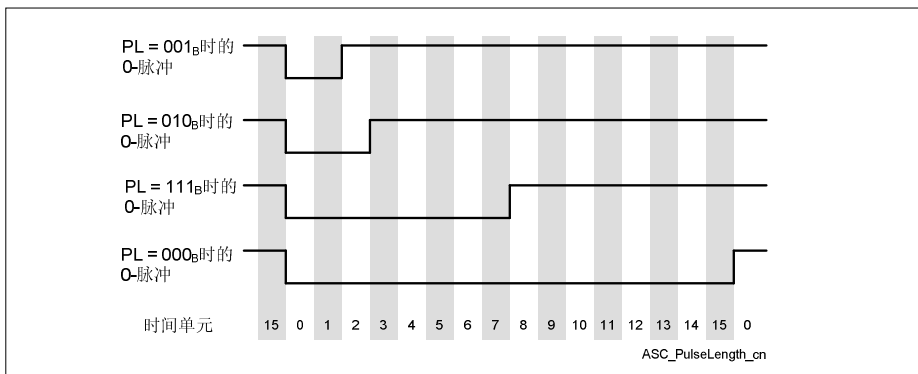 PL = 001B时的
0-脉冲
PL = 010B时的
0-脉冲
PL = 111B时的
0-脉冲
PL = 000B时的
0-脉冲
时间单元 15 0 1 2 3 4 5 6 7 8 9 10 11 12 13 14 15 0
ASC_PulseLength_cn